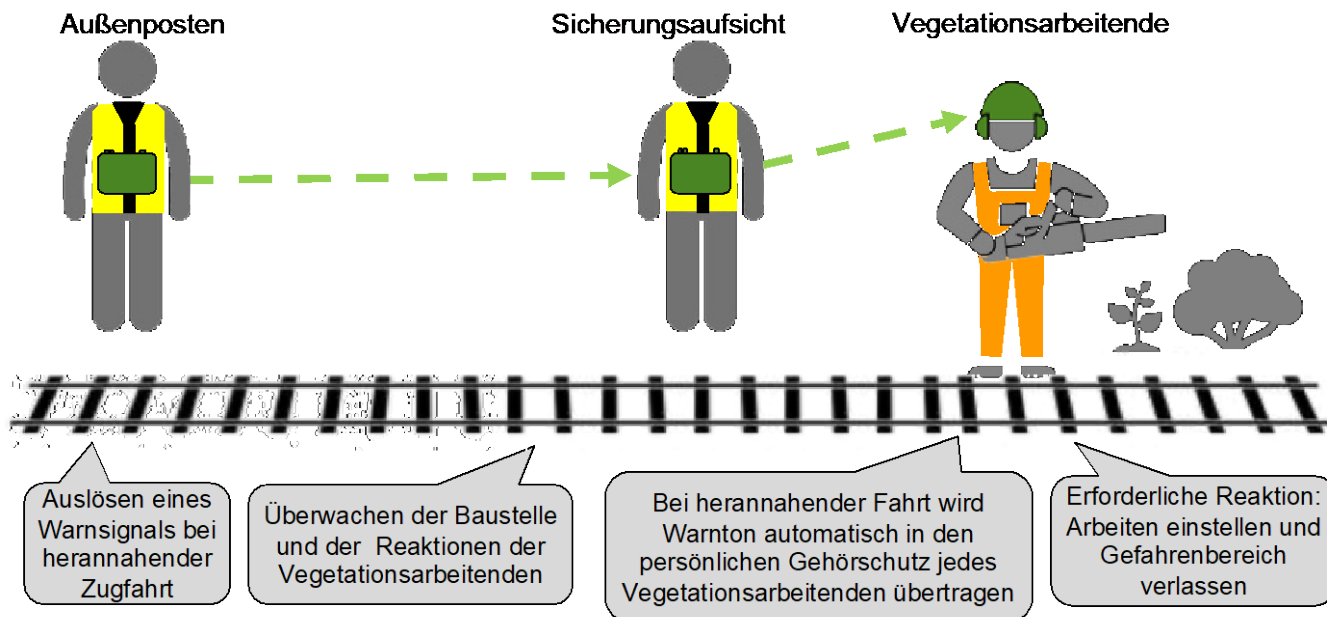 Außenposten
Sicherungsaufsicht
Vegetationsarbeitende
Auslösen eines
Warnsignals bei
herannahender
Zugfahrt
Überwachen der Baustelle
und der Reaktionen der
Vegetationsarbeitenden
Bei herannahender Fahrt wird
Warnton automatisch in den
persönlichen Gehörschutz jedes
Vegetationsarbeitenden übertragen
Erforderliche Reaktion:
Arbeiten einstellen und
Gefahrenbereich
verlassen